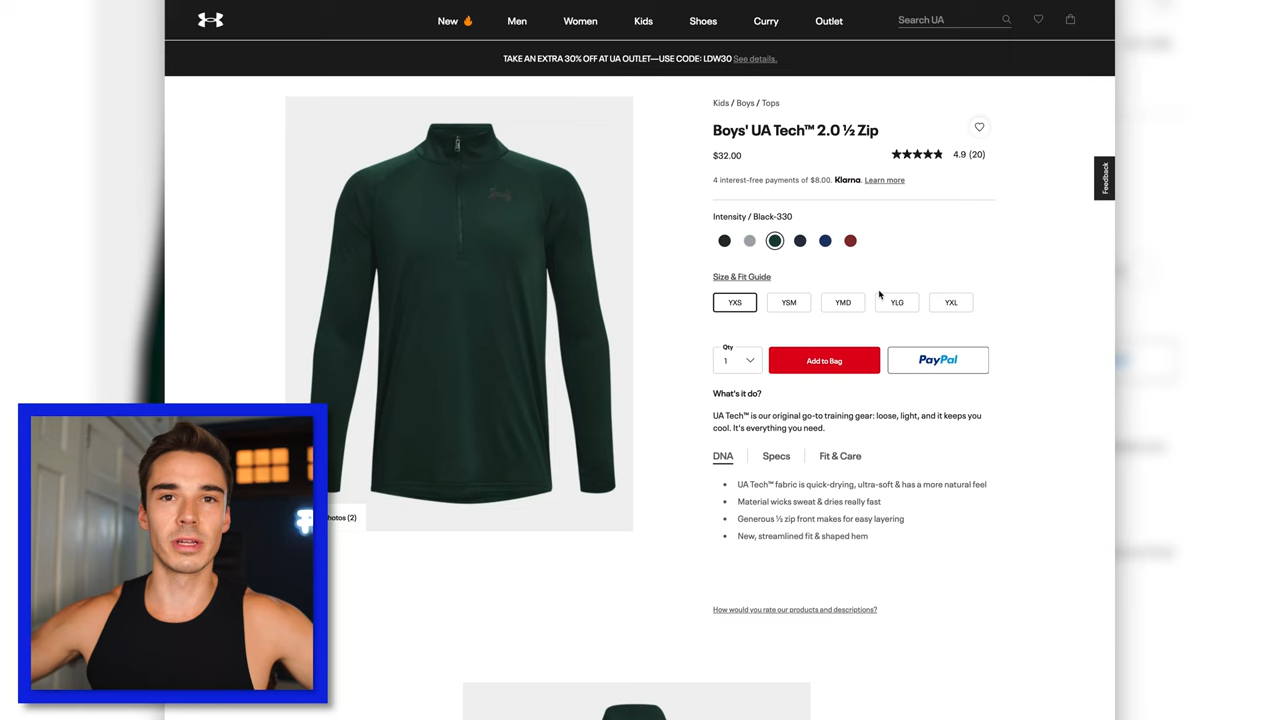 New Men Women Kids Shoes Curry Outlet Search UA
TAKE AN EXTRA 30% OFF AT UA OUTLET—USE CODE: LDW30 See details.
Kids / Boys / Tops
Boys' UA Tech™ 2.0 ½ Zip
$32.00 4.9 (20)
4 interest-free payments of $8.00. Klarna. Learn more
Feedback
Intensity / Black-330
Size & Fit Guide
YXS YSM YMD YLG YXL
Qty
1 Add to Bag PayPal
What's it do?
UA Tech™ is our original go-to training gear: loose, light, and it keeps you
cool. It's everything you need.
DNA Specs Fit & Care
UA Tech™ fabric is quick-drying, ultra-soft & has a more natural feel
Material wicks sweat & dries really fast
Generous ½ zip front makes for easy layering
New, streamlined fit & shaped hem
hotos (2)
How would you rate our products and descriptions?